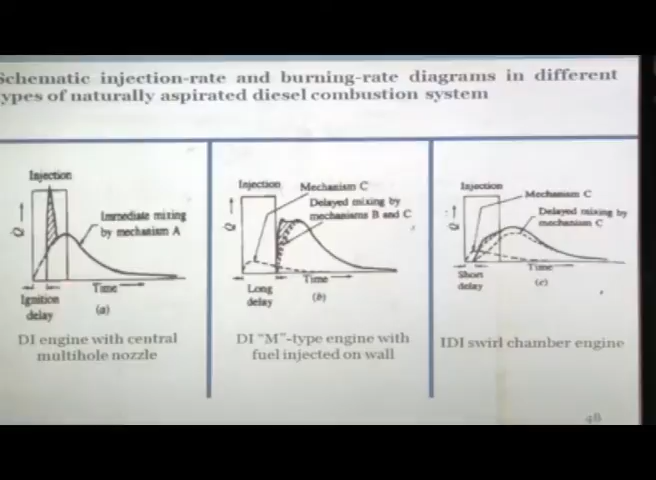 Schematic injection-rate and burning-rate diagrams in different
ypes of naturally aspirated diesel combustion system
Injection
Q
Immediate mixing
by mechanism A
Time
Ignition
delay
(a)
DI engine with central
multihole nozzle
Injection
Mechanism C
Delayed mixing by
mechanisms B and C
Q
Time
Long
delay
(b)
DI "M"-type engine with
fuel injected on wall
Injection
Mechanism C
Delayed mixing by
mechanism C
Q
Time
Short
delay
(c)
IDI swirl chamber engine
48